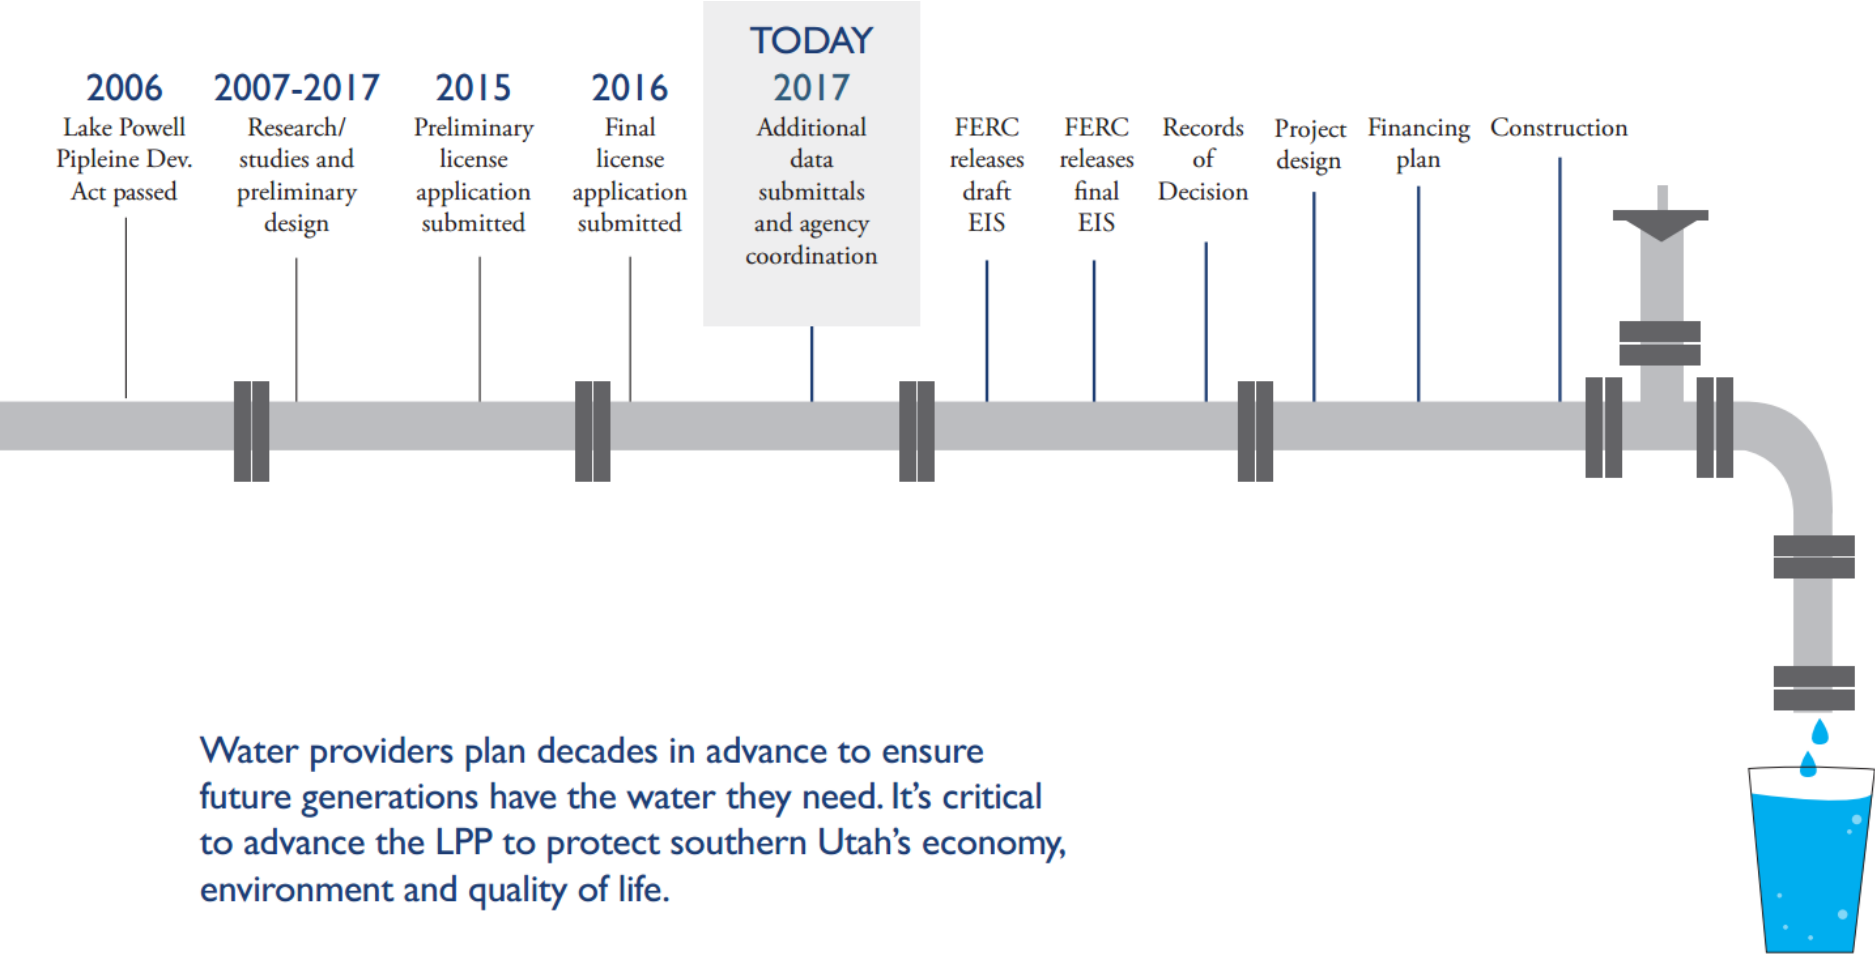 2006
Lake Powell
Pipleine Dev.
Act passed
2007-2017
Research/
studies and
preliminary
design
2015
Preliminary
license
application
submitted
2016
Final
license
application
submitted
TODAY
2017
Additional
data
submittals
and agency
coordination
FERC
releases
draft
EIS
FERC
releases
final
EIS
Records
of
Decision
Project
design
Financing
plan
Construction
Water providers plan decades in advance to ensure
future generations have the water they need. It’s critical
to advance the LPP to protect southern Utah’s economy,
environment and quality of life.